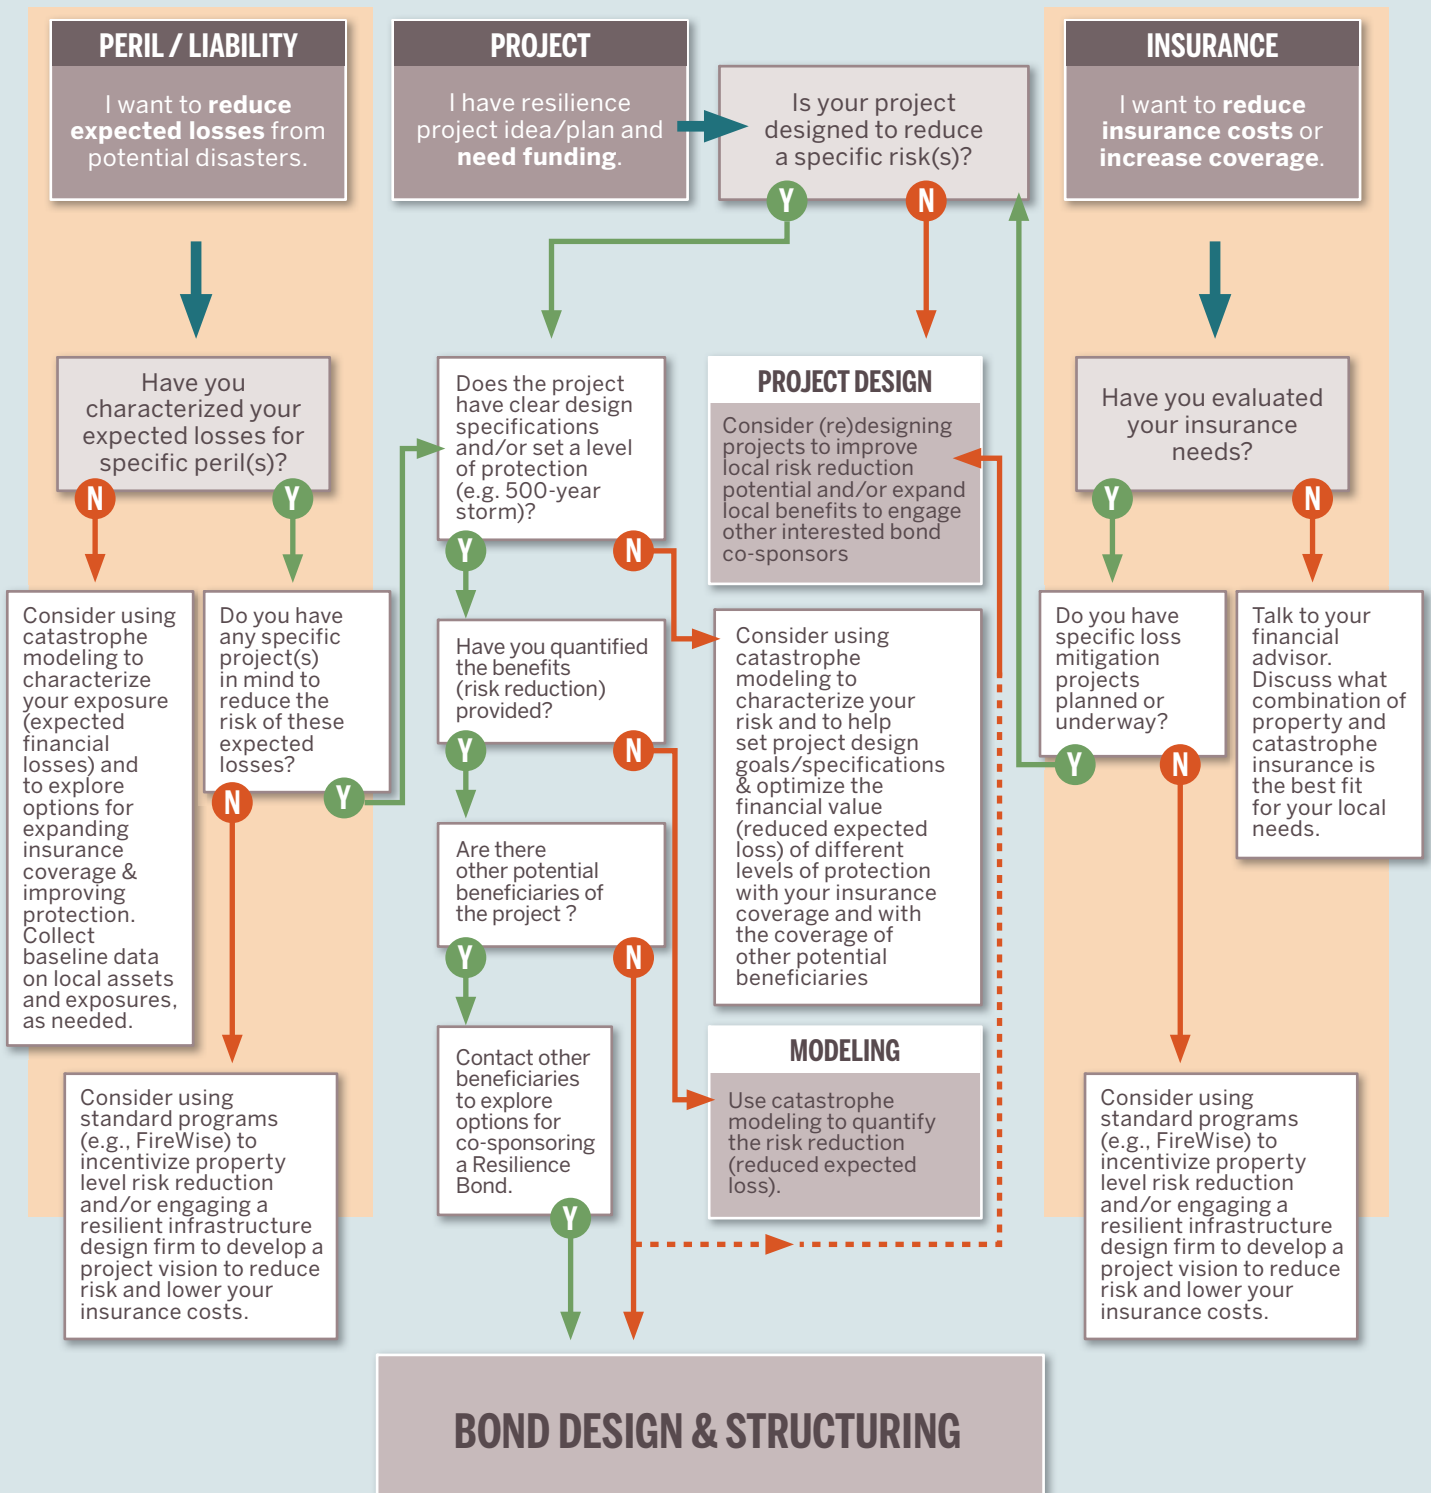 PERIL / LIABILITY
I want to reduce
expected losses from
potential disasters.
PROJECT
I have resilience
project idea/plan and
need funding.
Is your project
designed to reduce
a specific risk(s)?
Y
N
INSURANCE
I want to reduce
insurance costs or
increase coverage.
Have you
characterized your
expected losses for
specific peril(s)?
N
Y
Consider using
catastrophe
modeling to
characterize
your exposure
(expected
financial
losses) and
to explore
options for
expanding
insurance
coverage &
improving
protection.
Collect
baseline data
on local assets
and exposures,
as needed.
Do you have
any specific
project(s)
in mind to
reduce the
risk of these
expected
losses?
N
Y
Consider using
standard programs
(e.g., FireWise) to
incentivize property
level risk reduction
and/or engaging a
resilient infrastructure
design firm to develop a
project vision to reduce
risk and lower your
insurance costs.
Does the project
have clear design
specifications
and/or set a level
of protection
(e.g. 500-year
storm)?
Y
N
Have you quantified
the benefits
(risk reduction)
provided?
Y
N
Are there
other potential
beneficiaries of
the project ?
Y
N
Contact other
beneficiaries
to explore
options for
co-sponsoring
a Resilience
Bond.
Y
PROJECT DESIGN
Consider (re)designing
projects to improve
local risk reduction
potential and/or expand
local benefits to engage
other interested bond
co-sponsors
Consider using
catastrophe
modeling to
characterize your
risk and to help
set project design
goals/specifications
& optimize the
financial value
(reduced expected
loss) of different
levels of protection
with your insurance
coverage and with
the coverage of
other potential
beneficiaries
MODELING
Use catastrophe
modeling to quantify
the risk reduction
(reduced expected
loss).
Have you evaluated
your insurance
needs?
Y
N
Do you have
specific loss
mitigation
projects
planned or
underway?
Y
N
Talk to your
financial
advisor.
Discuss what
combination of
property and
catastrophe
insurance is
the best fit
for your local
needs.
Consider using
standard programs
(e.g., FireWise) to
incentivize property
level risk reduction
and/or engaging a
resilient infrastructure
design firm to develop a
project vision to reduce
risk and lower your
insurance costs.
BOND DESIGN & STRUCTURING